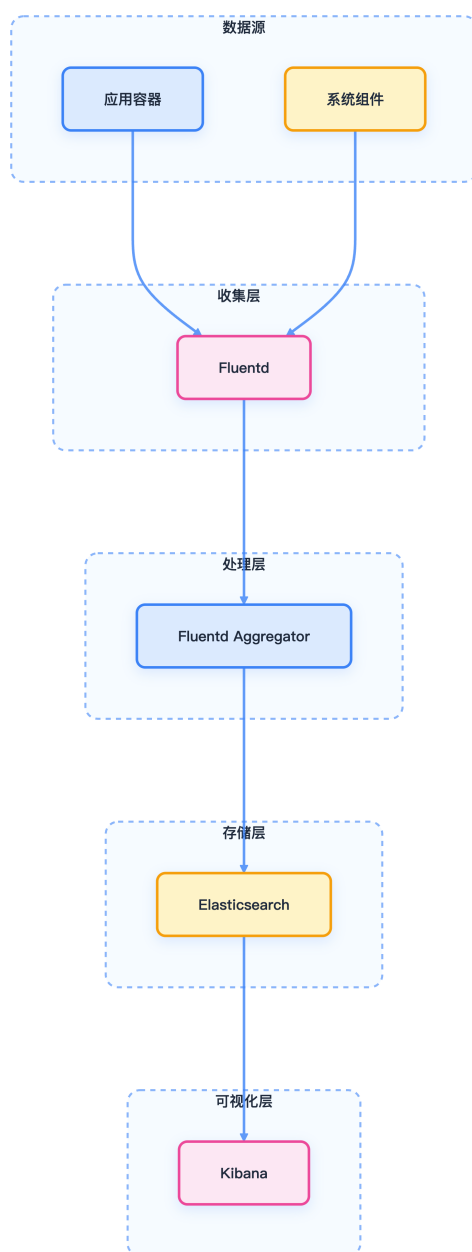 数据源
应用容器
系统组件
收集层
Fluentd
处理层
Fluentd Aggregator
存储层
Elasticsearch
可视化层
Kibana